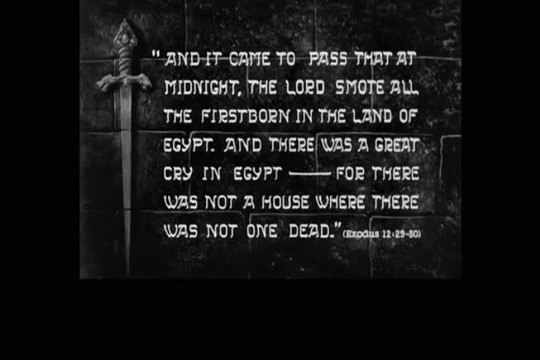 "AND IT CAME TO PASS THAT AT
MIDNIGHT, THE LORD SMOTE ALL
THE FIRSTBORN IN THE LAND OF
EGYPT. AND THERE WAS A GREAT
CRY IN EGYPT — FOR THERE
WAS NOT A HOUSE WHERE THERE
WAS NOT ONE DEAD." (Exodus 12:29-30)